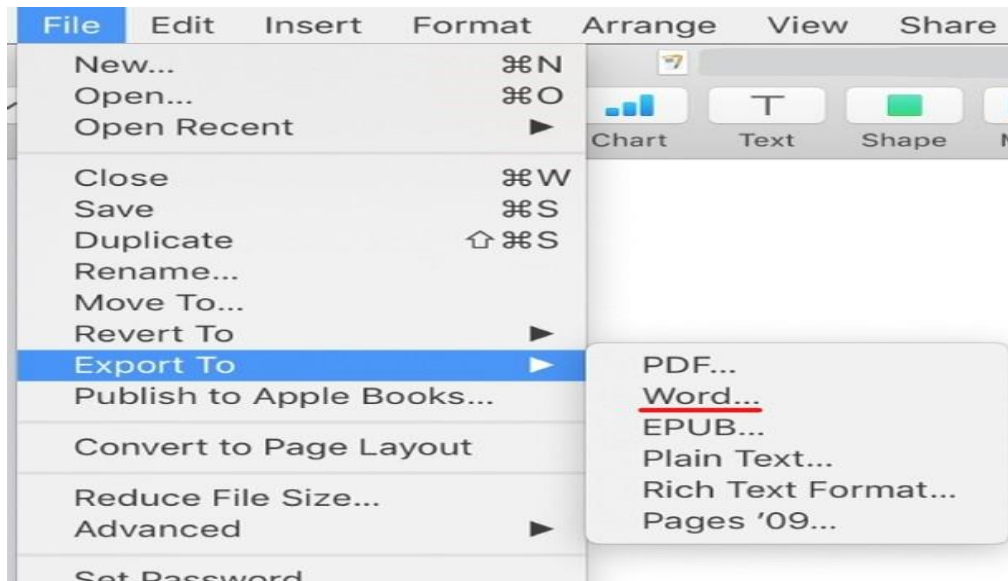 File Edit Insert Format Arrange View Share
New... ⌘N
Open... ⌘O
Open Recent ▶
Chart Text Shape
Close ⌘W
Save ⌘S
Duplicate ⇧⌘S
Rename...
Move To...
Revert To ▶
Export To ▶
Publish to Apple Books...
Convert to Page Layout
Reduce File Size...
Advanced ▶
Set Password
PDF...
Word...
EPUB...
Plain Text...
Rich Text Format...
Pages '09...